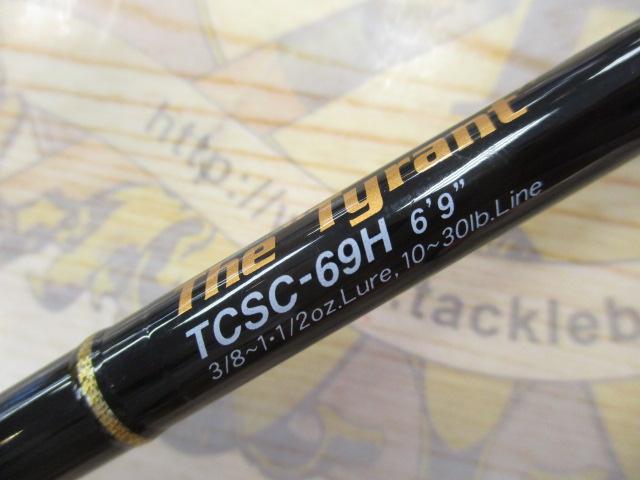 The Tyrant
TCSC-69H 6'9"
3/8~1・1/2oz.Lure, 10~30lb.Line
http://
tackleb